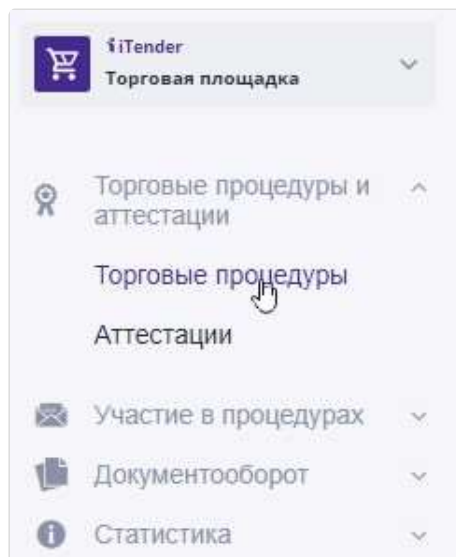 iTender
Торговая площадка
Торговые процедуры и
аттестации
Торговые процедуры
Аттестации
Участие в процедурах
Документооборот
Статистика